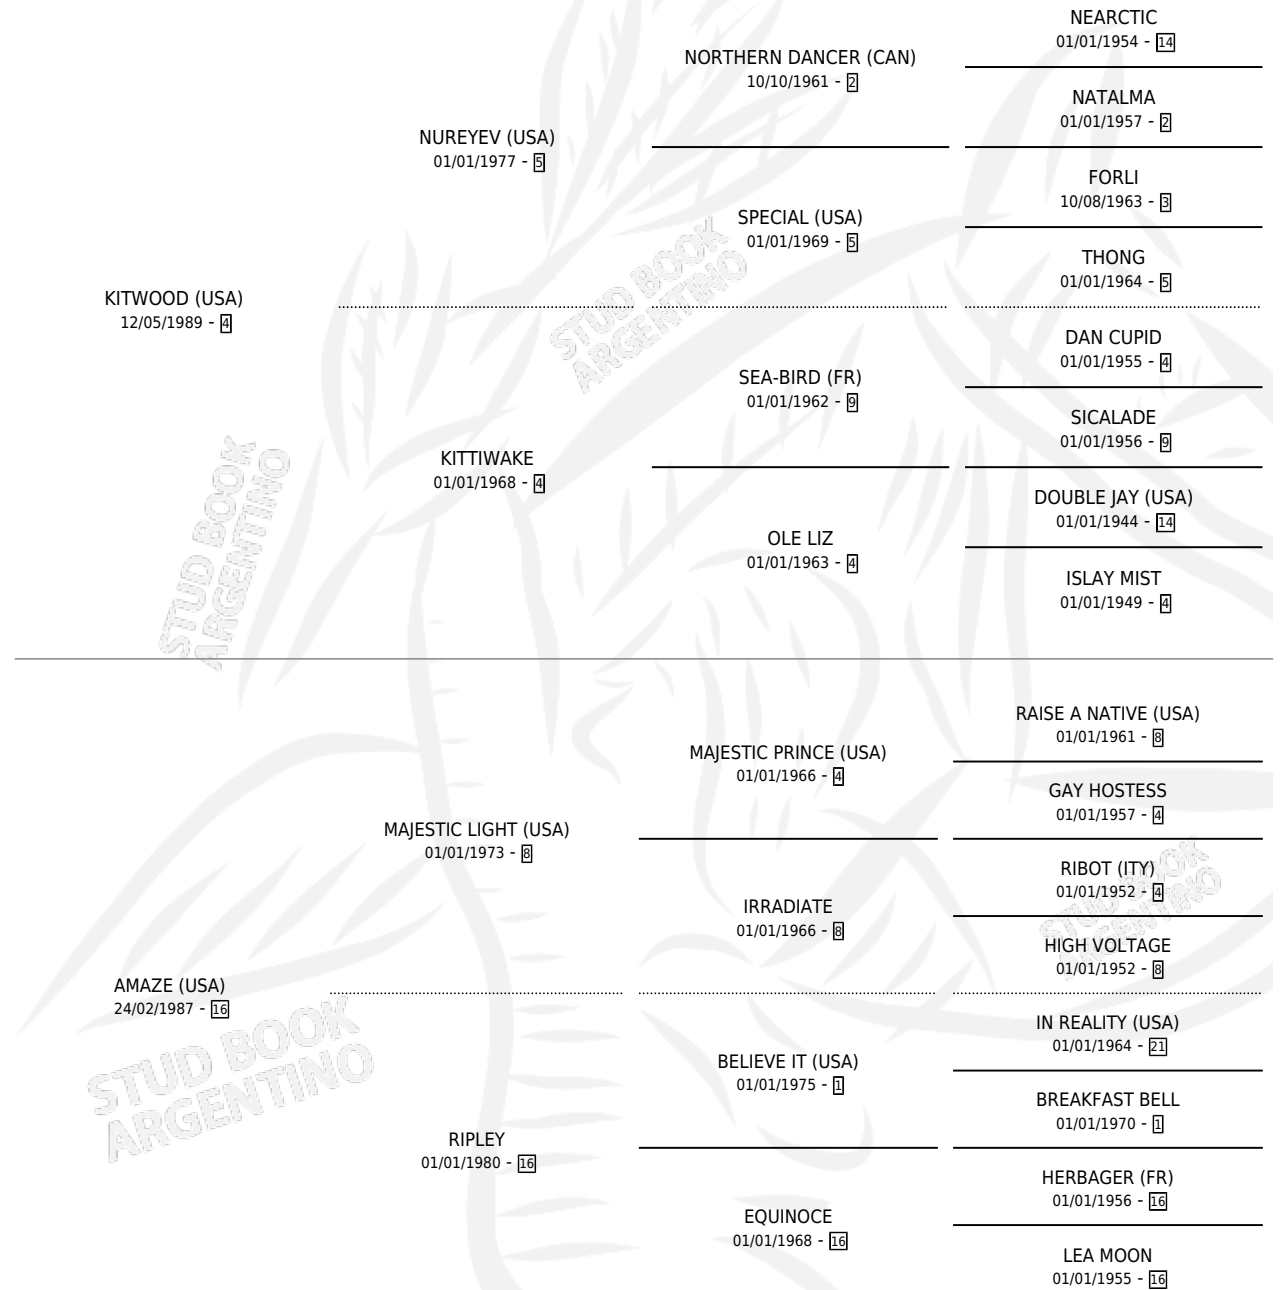 NEARCTIC
01/01/1954 - 14
NORTHERN DANCER (CAN)
10/10/1961 - 2
NATALMA
01/01/1957 - 2
NUREYEV (USA)
01/01/1977 - 5
FORLI
10/08/1963 - 3
SPECIAL (USA)
01/01/1969 - 5
THONG
01/01/1964 - 5
KITWOOD (USA)
12/05/1989 - 4
DAN CUPID
01/01/1955 - 4
SEA-BIRD (FR)
01/01/1962 - 9
SICALADE
01/01/1956 - 9
KITTIWAKE
01/01/1968 - 4
DOUBLE JAY (USA)
01/01/1944 - 14
OLE LIZ
01/01/1963 - 4
ISLAY MIST
01/01/1949 - 4
STUD BOOK
ARGENTINO
STUD BOOK
ARGENTINO
RAISE A NATIVE (USA)
01/01/1961 - 8
MAJESTIC PRINCE (USA)
01/01/1966 - 4
GAY HOSTESS
01/01/1957 - 4
MAJESTIC LIGHT (USA)
01/01/1973 - 8
RIBOT (ITY)
01/01/1952 - 4
IRRADIATE
01/01/1966 - 8
HIGH VOLTAGE
01/01/1952 - 8
AMAZE (USA)
24/02/1987 - 16
IN REALITY (USA)
01/01/1964 - 21
BELIEVE IT (USA)
01/01/1975 - 1
BREAKFAST BELL
01/01/1970 - 1
RIPLEY
01/01/1980 - 16
HERBAGER (FR)
01/01/1956 - 16
EQUINOCE
01/01/1968 - 16
LEA MOON
01/01/1955 - 16
STUD BOOK
ARGENTINO
STUD BOOK
ARGENTINO